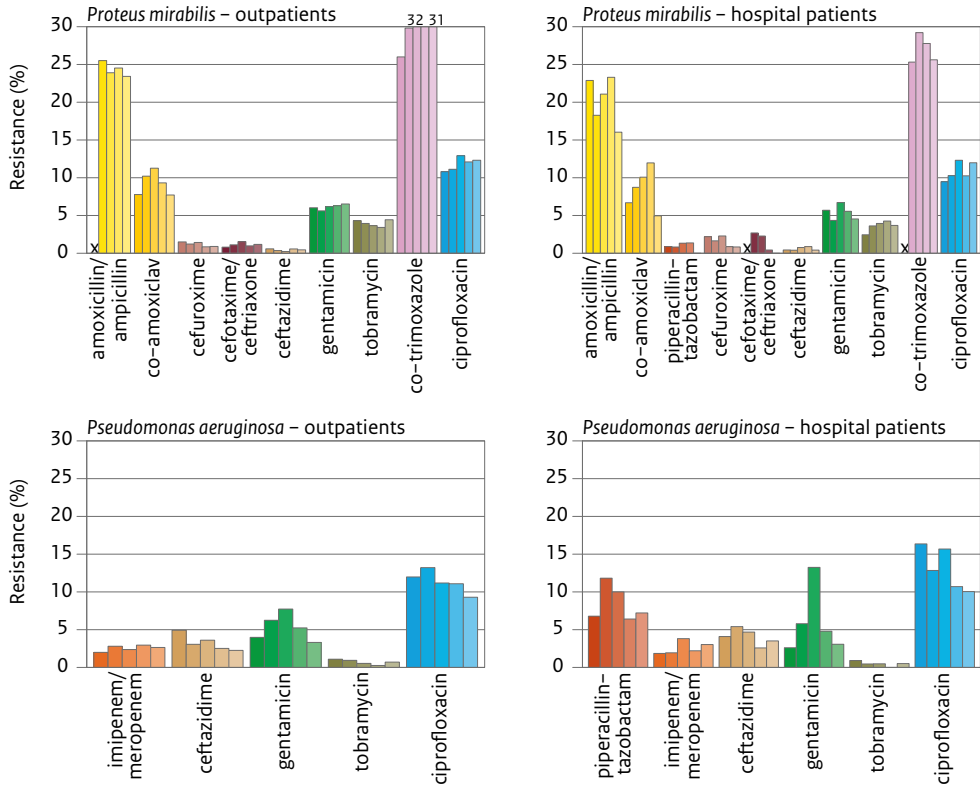 Proteus mirabilis – outpatients
32 31
30
25
20
15
10
5
0
Resistance (%)
x
amoxicillin/
ampicillin
co–amoxiclav
cefuroxime
cefotaxime/
ceftriaxone
ceftazidime
gentamicin
tobramycin
co–trimoxazole
ciprofloxacin
Proteus mirabilis – hospital patients
30
25
20
15
10
5
0
x
x
x
amoxicillin/
ampicillin
co–amoxiclav
piperacillin–
tazobactam
cefuroxime
cefotaxime/
ceftriaxone
ceftazidime
gentamicin
tobramycin
co–trimoxazole
ciprofloxacin
Pseudomonas aeruginosa – outpatients
30
25
20
15
10
5
0
Resistance (%)
imipenem/
meropenem
ceftazidime
gentamicin
tobramycin
ciprofloxacin
Pseudomonas aeruginosa – hospital patients
30
25
20
15
10
5
0
piperacillin–
tazobactam
imipenem/
meropenem
ceftazidime
gentamicin
tobramycin
ciprofloxacin